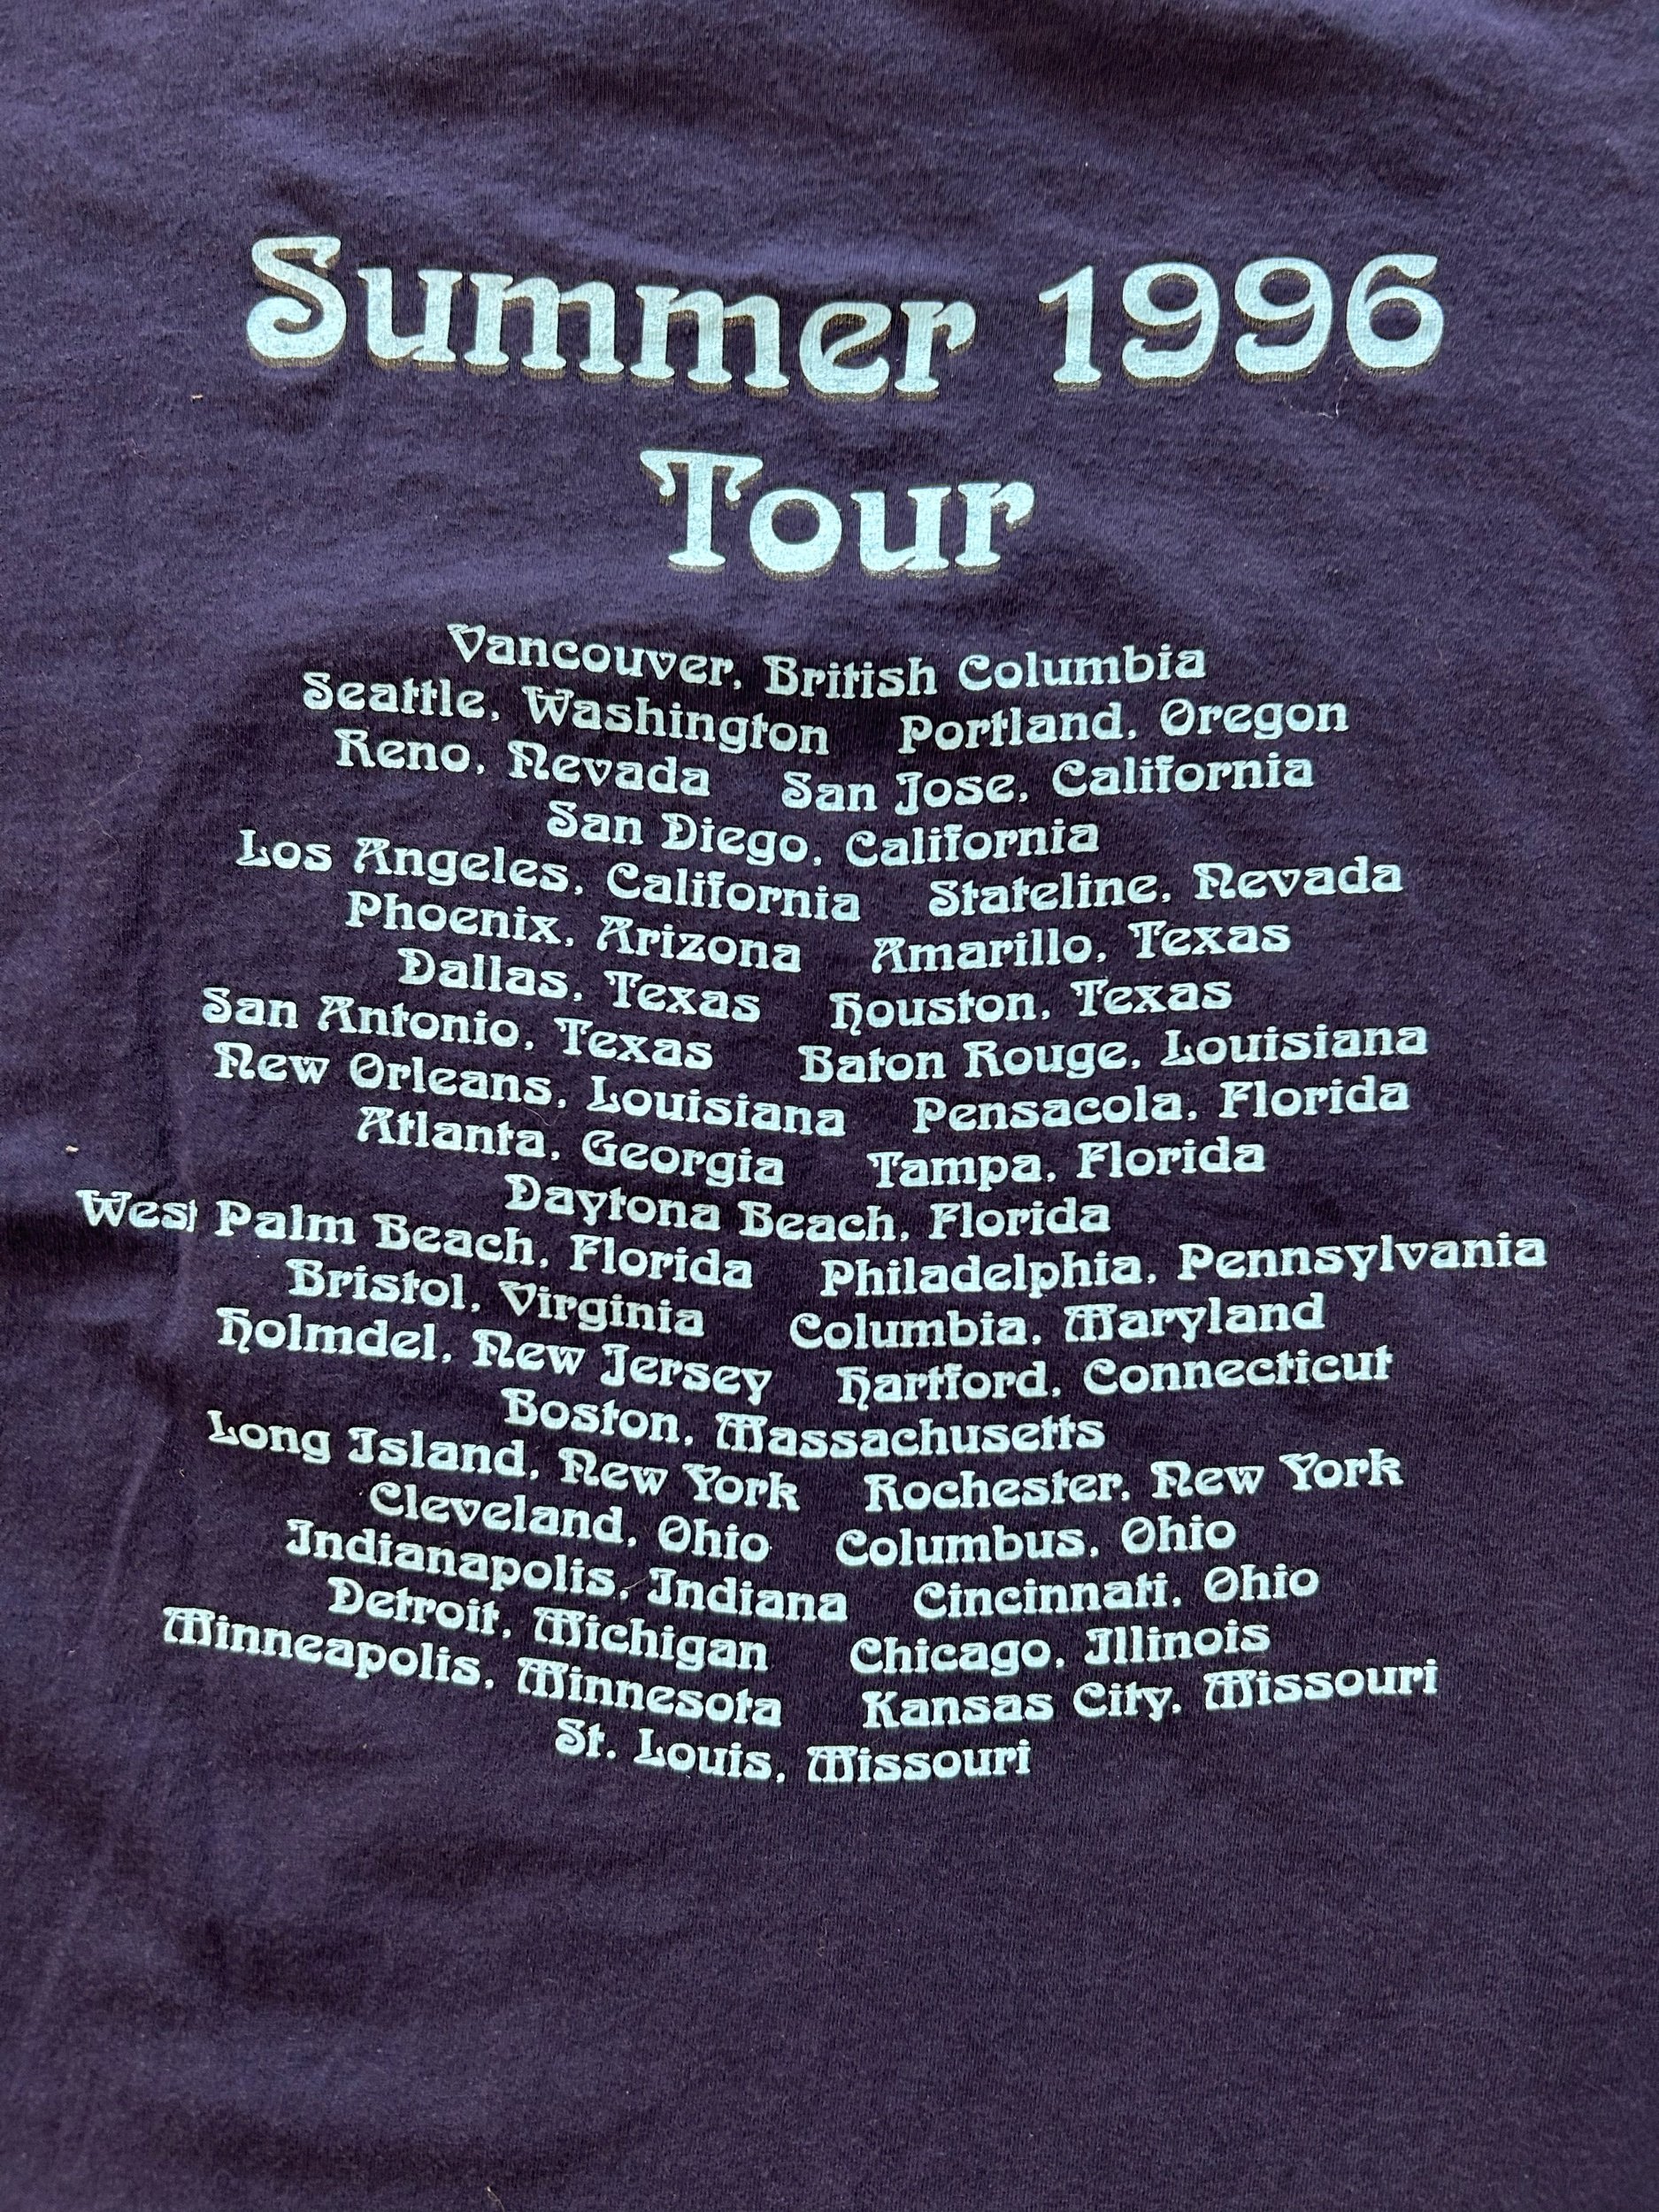 Summer 1996
Tour
Vancouver, British Columbia
Seattle, Washington Portland, Oregon
Reno, Nevada San Jose, California
San Diego, California
Los Angeles, California Stateline, Nevada
Phoenix, Arizona Amarillo, Texas
Dallas, Texas Houston, Texas
San Antonio, Texas Baton Rouge, Louisiana
New Orleans, Louisiana Pensacola, Florida
Atlanta, Georgia Tampa, Florida
Daytona Beach, Florida
West Palm Beach, Florida Philadelphia, Pennsylvania
Bristol, Virginia Columbia, Maryland
Holmdel, New Jersey Hartford, Connecticut
Boston, Massachusetts
Long Island, New York Rochester, New York
Cleveland, Ohio Columbus, Ohio
Indianapolis, Indiana Cincinnati, Ohio
Detroit, Michigan Chicago, Illinois
Minneapolis, Minnesota Kansas City, Missouri
St. Louis, Missouri